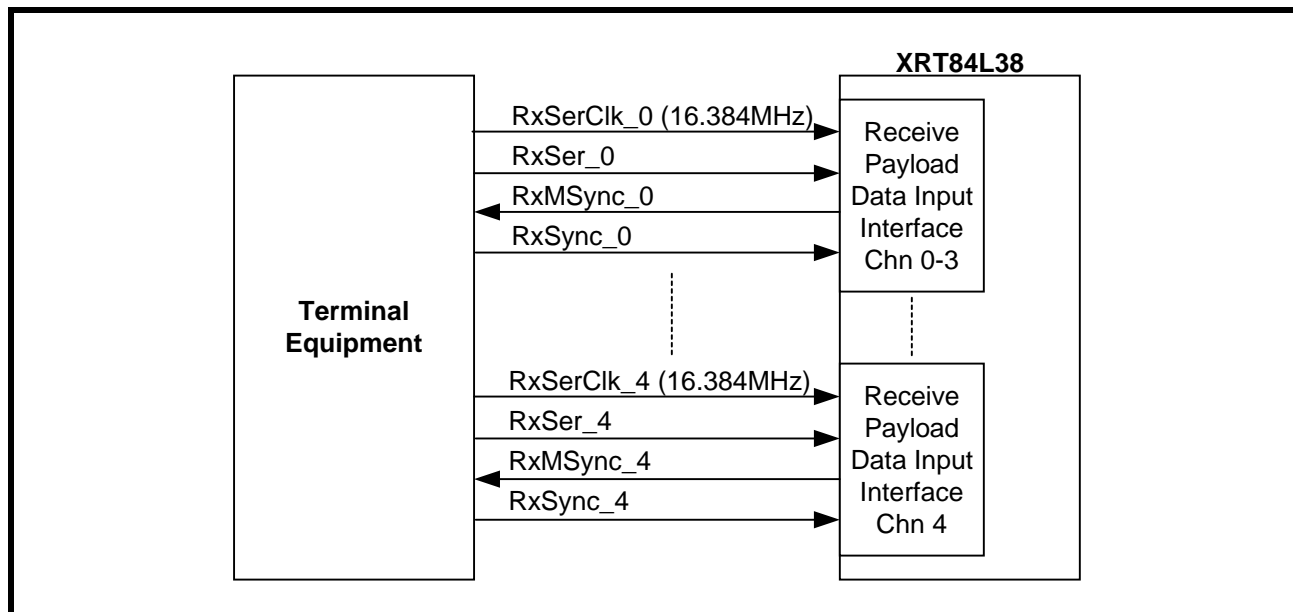 XRT84L38
RxSerClk_0 (16.384MHz)
RxSer_0
RxMSync_0
RxSync_0
Receive
Payload
Data Input
Interface
Chn 0-3
Terminal
Equipment
RxSerClk_4 (16.384MHz)
RxSer_4
RxMSync_4
RxSync_4
Receive
Payload
Data Input
Interface
Chn 4